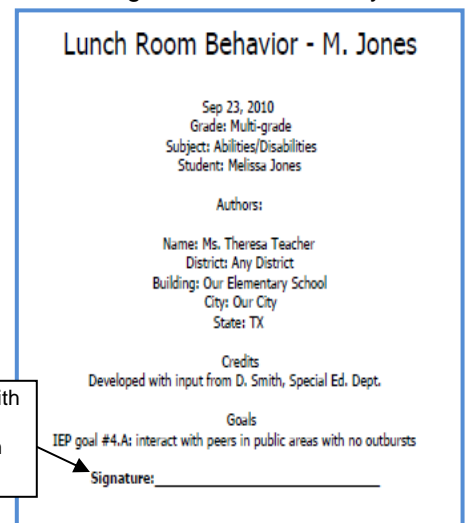 Lunch Room Behavior - M. Jones
Sep 23, 2010
Grade: Multi-grade
Subject: Abilities/Disabilities
Student: Melissa Jones
Authors:
Name: Ms. Theresa Teacher
District: Any District
Building: Our Elementary School
City: Our City
State: TX
Credits
Developed with input from D. Smith, Special Ed. Dept.
Goals
IEP goal #4.A: interact with peers in public areas with no outbursts
Signature: